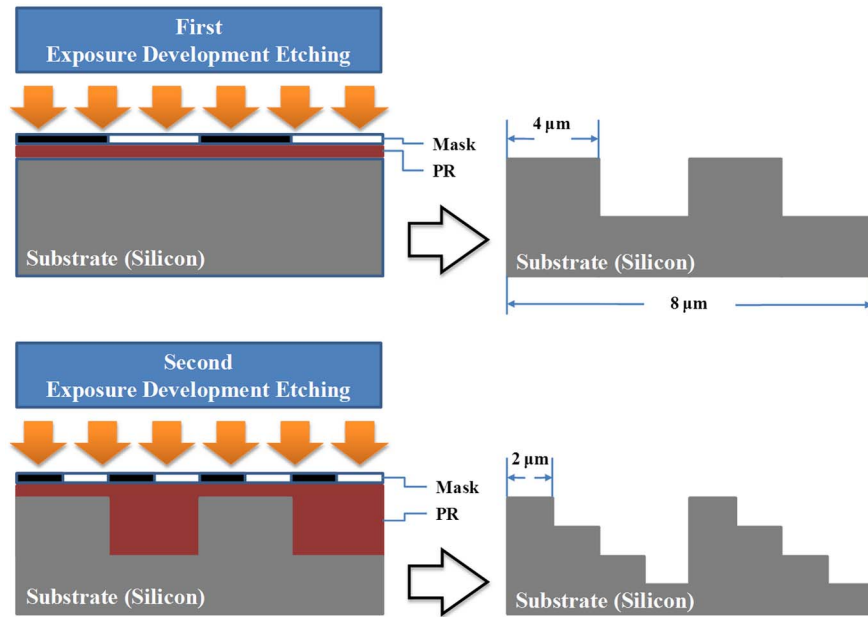 First
Exposure Development Etching
Mask
PR
Substrate (Silicon)
4 μm
Substrate (Silicon)
8 μm
Second
Exposure Development Etching
Mask
PR
Substrate (Silicon)
2 μm
Substrate (Silicon)